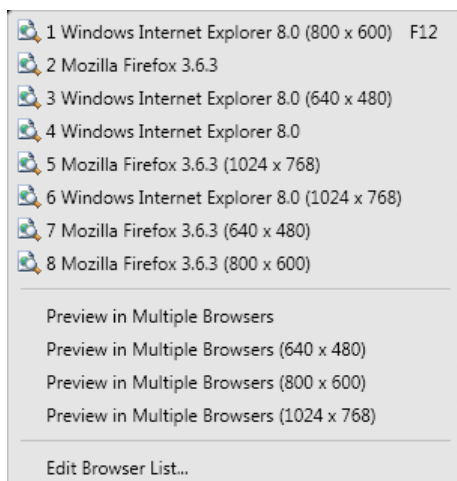 1 Windows Internet Explorer 8.0 (800 x 600) F12
2 Mozilla Firefox 3.6.3
3 Windows Internet Explorer 8.0 (640 x 480)
4 Windows Internet Explorer 8.0
5 Mozilla Firefox 3.6.3 (1024 x 768)
6 Windows Internet Explorer 8.0 (1024 x 768)
7 Mozilla Firefox 3.6.3 (640 x 480)
8 Mozilla Firefox 3.6.3 (800 x 600)
Preview in Multiple Browsers
Preview in Multiple Browsers (640 x 480)
Preview in Multiple Browsers (800 x 600)
Preview in Multiple Browsers (1024 x 768)
Edit Browser List...